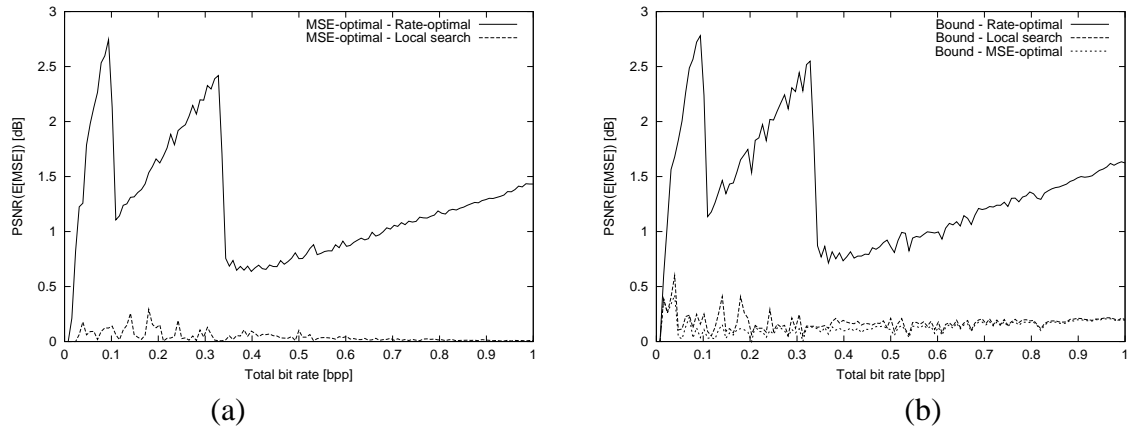 MSE-optimal - Rate-optimal
MSE-optimal - Local search
3
2.5
2
1.5
1
0.5
0
PSNR(E[MSE]) [dB]
0 0.1 0.2 0.3 0.4 0.5 0.6 0.7 0.8 0.9 1
Total bit rate [bpp]
(a)
Bound - Rate-optimal
Bound - Local search
Bound - MSE-optimal
3
2.5
2
1.5
1
0.5
0
PSNR(E[MSE]) [dB]
0 0.1 0.2 0.3 0.4 0.5 0.6 0.7 0.8 0.9 1
Total bit rate [bpp]
(b)